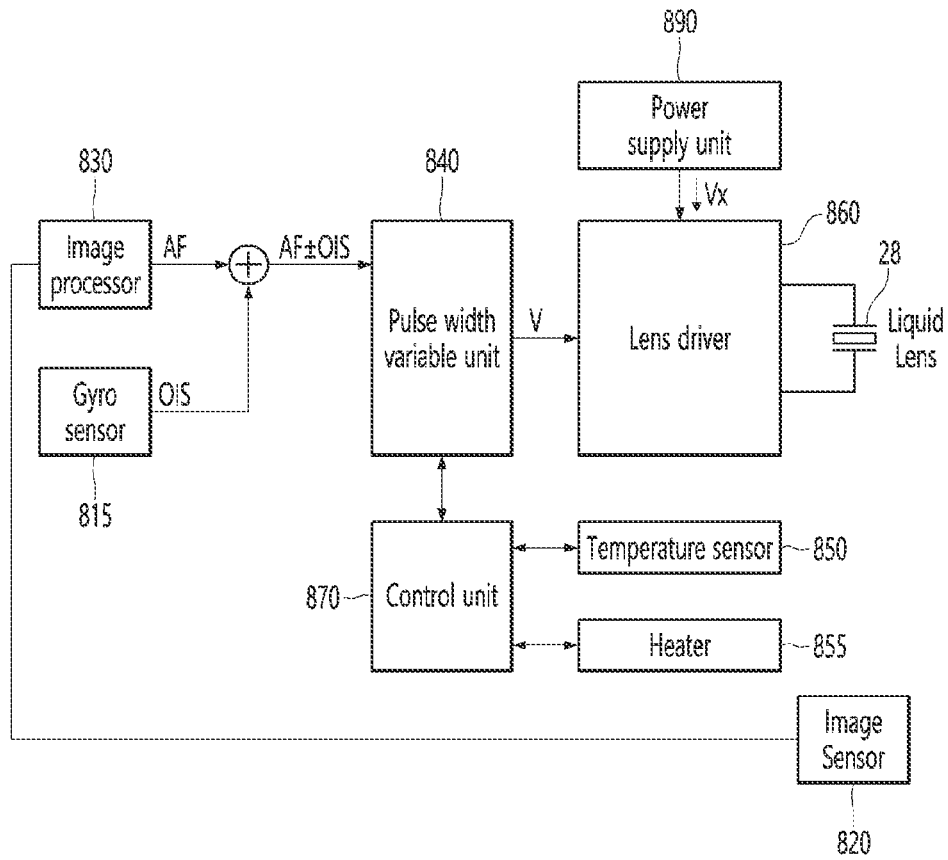 890
Power
supply unit
Vx
830
840
860
28
Image
processor
AF
AF±OIS
Pulse width
variable unit
V
Lens driver
Liquid
Lens
Gyro
sensor
OIS
815
870
Control unit
Temperature sensor
850
Heater
855
Image
Sensor
820